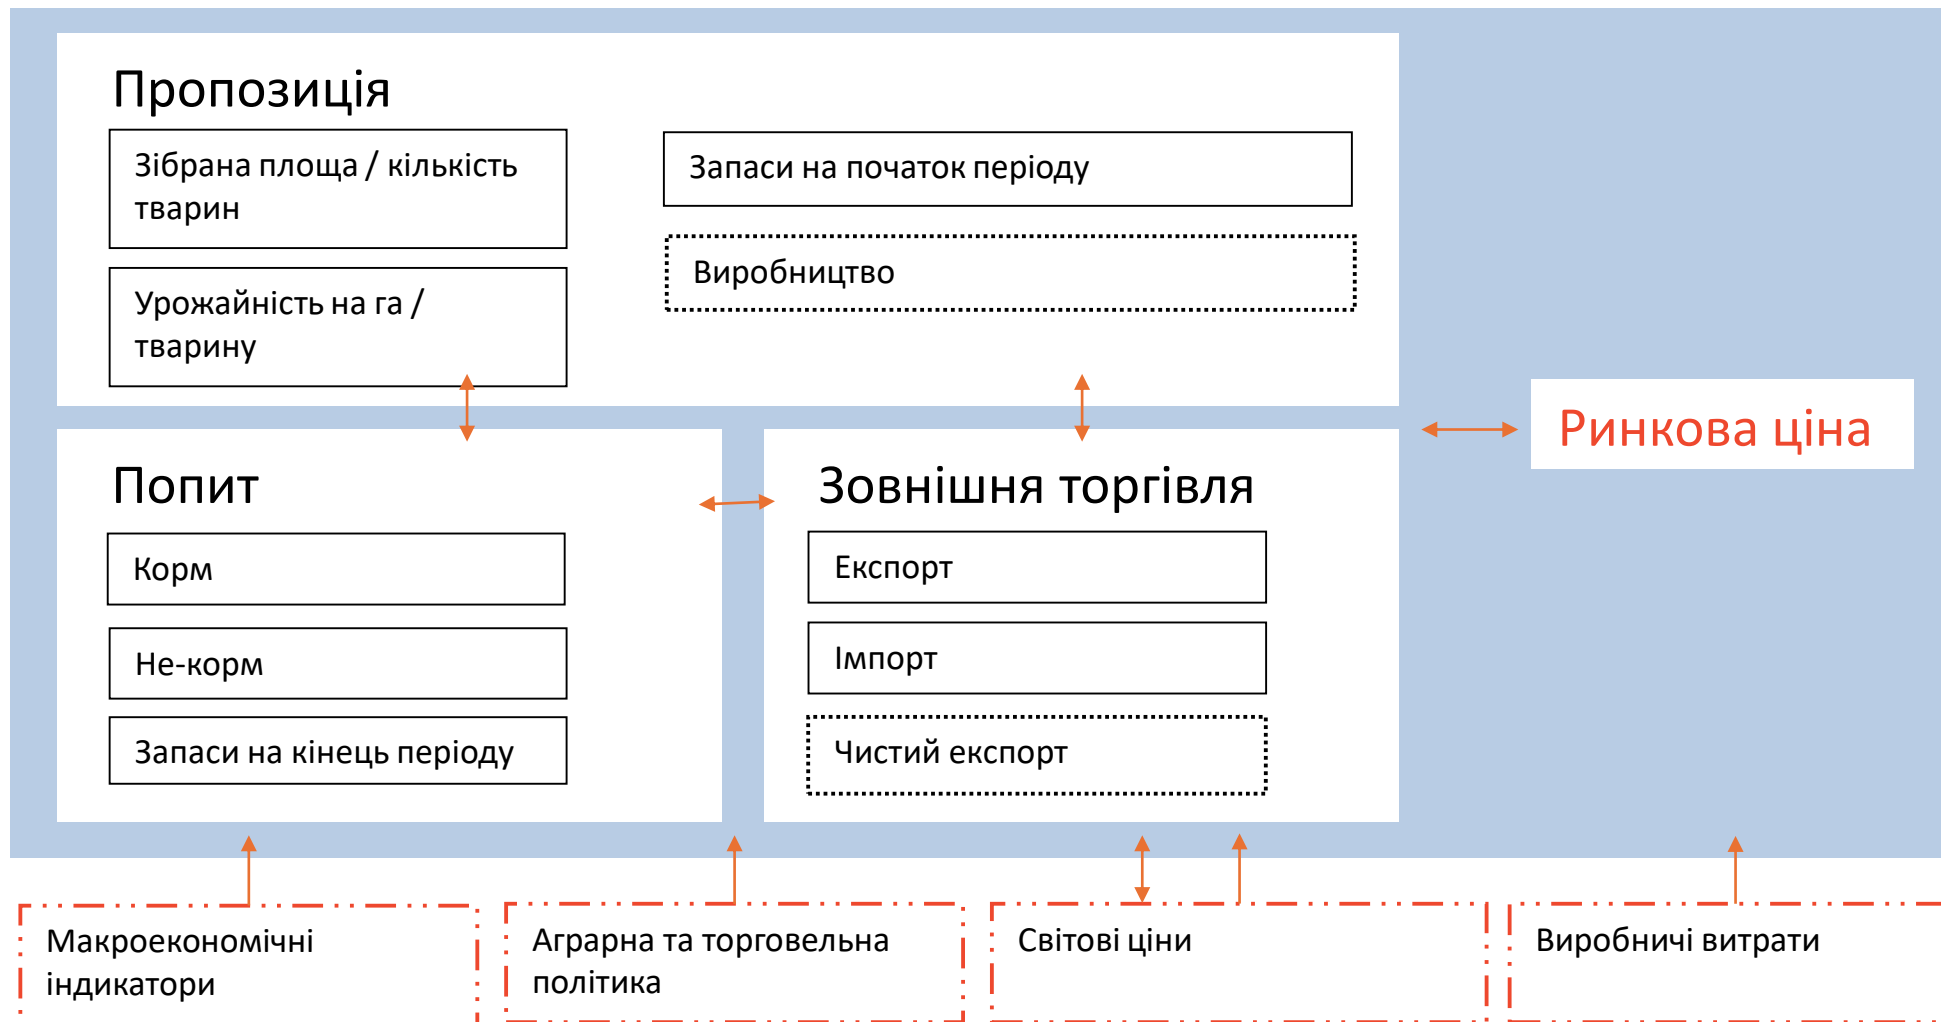 Пропозиція
Зібрана площа / кількість
тварин
Урожайність на га /
тварину
Запаси на початок періоду
Виробництво
Ринкова ціна
Попит
Корм
Не-корм
Запаси на кінець періоду
Зовнішня торгівля
Експорт
Імпорт
Чистий експорт
Макроекономічні
індикатори
Аграрна та торговельна
політика
Світові ціни
Виробничі витрати